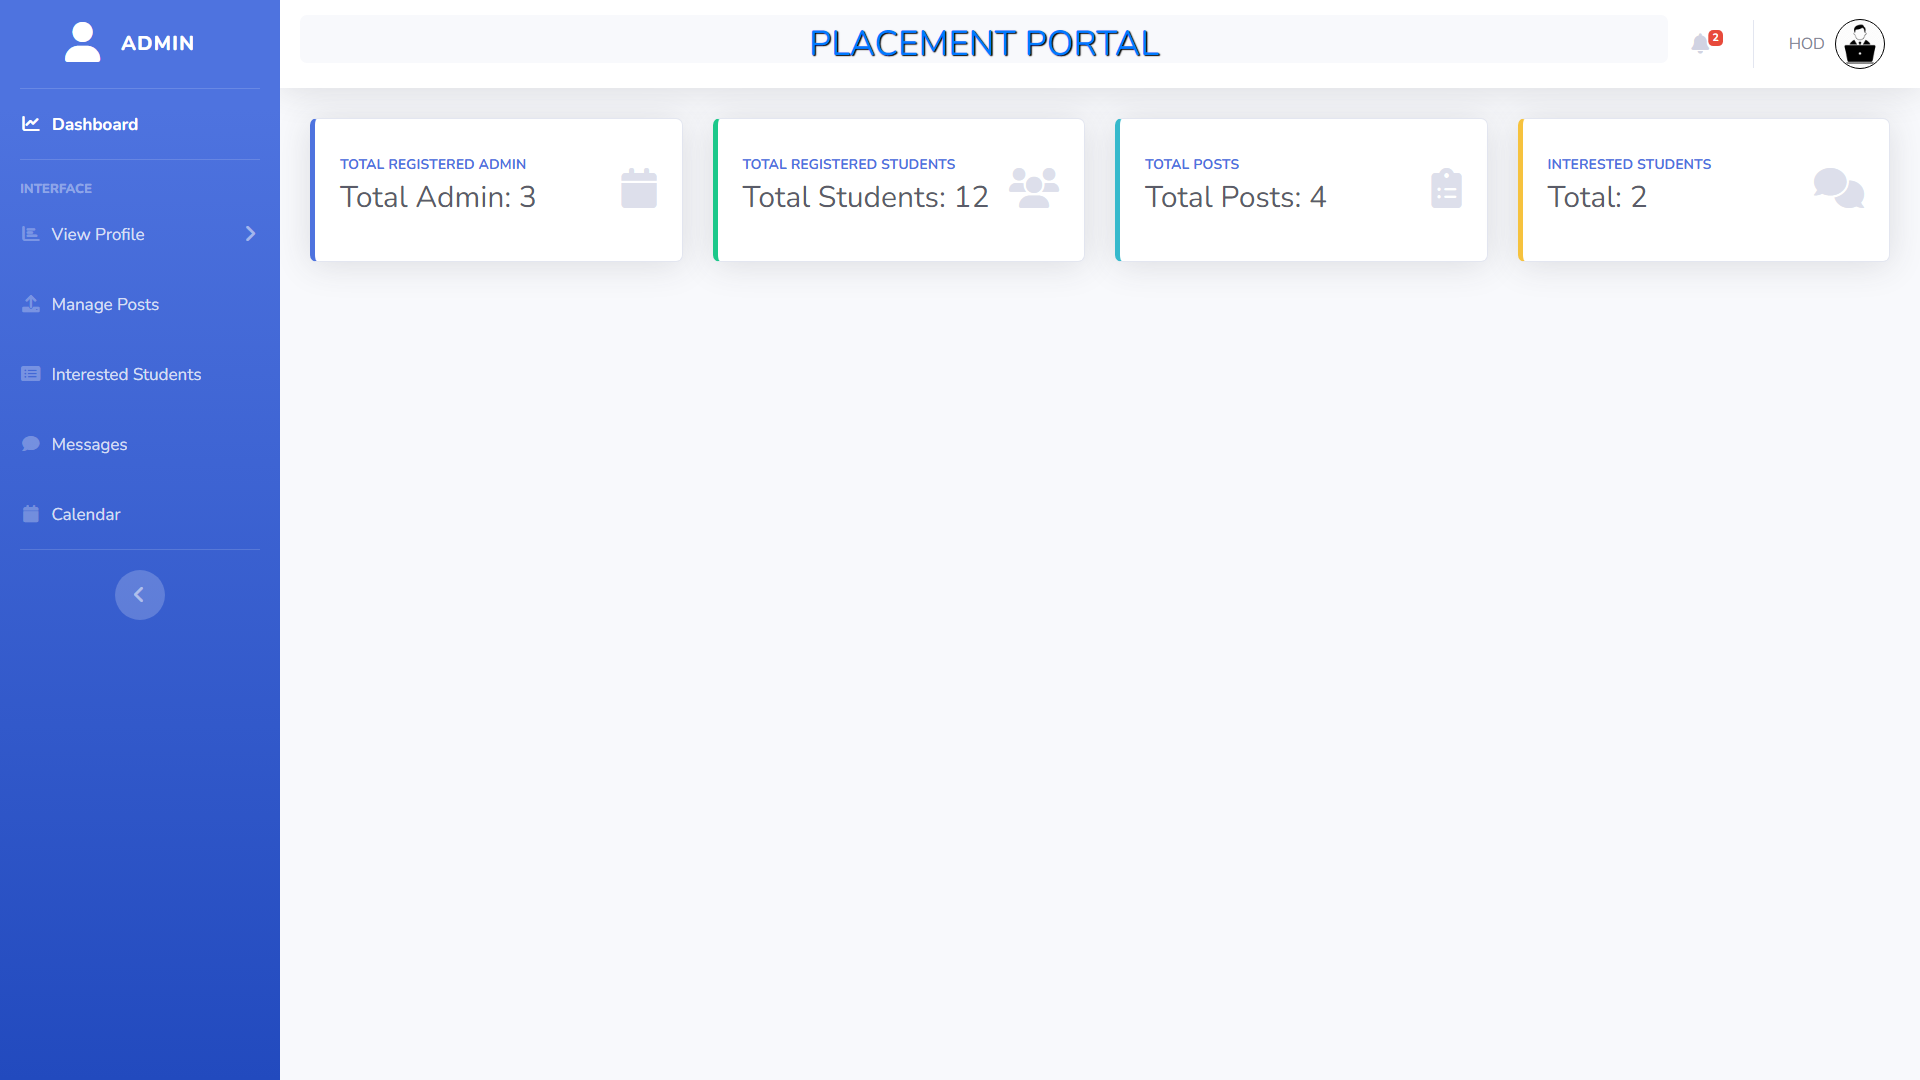 ADMIN
PLACEMENT PORTAL
2
HOD
Dashboard
INTERFACE
View Profile
Manage Posts
Interested Students
Messages
Calendar
TOTAL REGISTERED ADMIN
Total Admin: 3
TOTAL REGISTERED STUDENTS
Total Students: 12
TOTAL POSTS
Total Posts: 4
INTERESTED STUDENTS
Total: 2